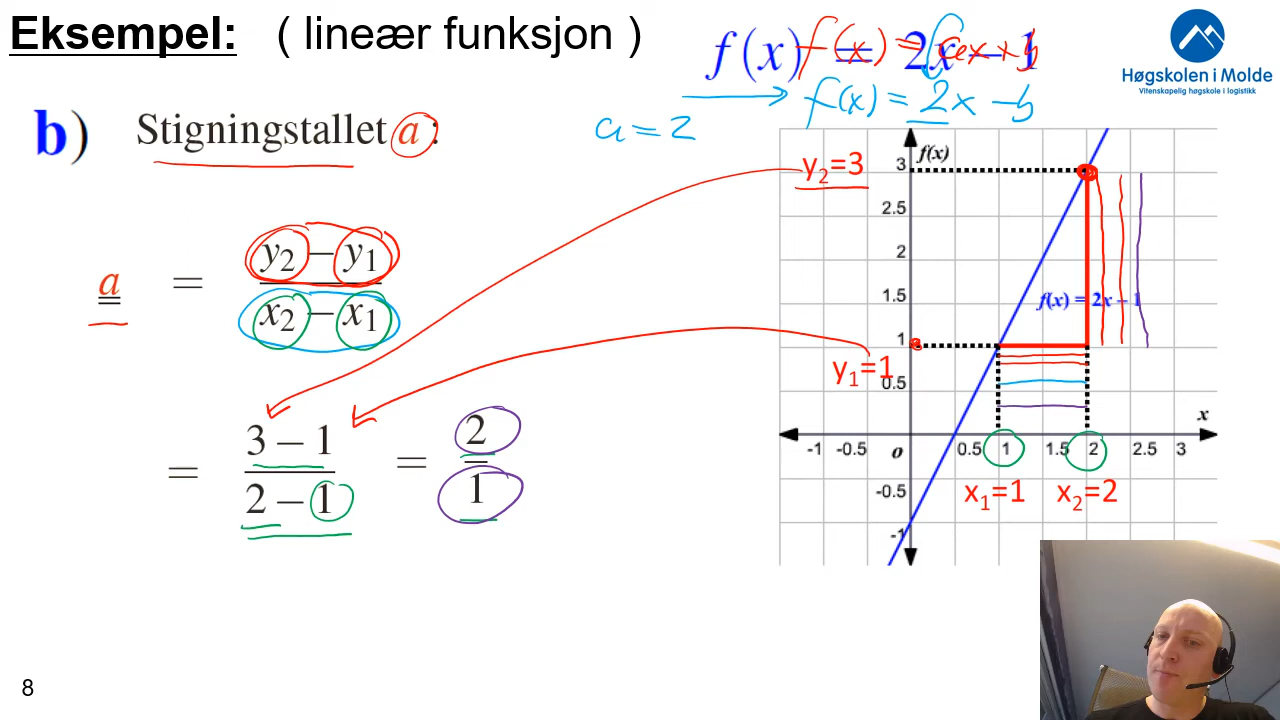 Eksempel: ( lineær funksjon )
f(x) = 2x - 1
f(x) = ax + b
f(x) = 2x - b
a = 2
Høgskolen i Molde
Vitenskapelig høgskole i logistikk
b) Stigningstallet a:
a = y₂ − y₁
x₂ − x₁
= 3 − 1 = 2
2 − 1 1
y₂=3
y₁=1
f(x)
3
2.5
2
1.5
1
0.5
-0.5
-1
f(x) = 2x - 1
x
-1 -0.5 o 0.5 1 1.5 2 2.5 3
x₁=1 x₂=2
8